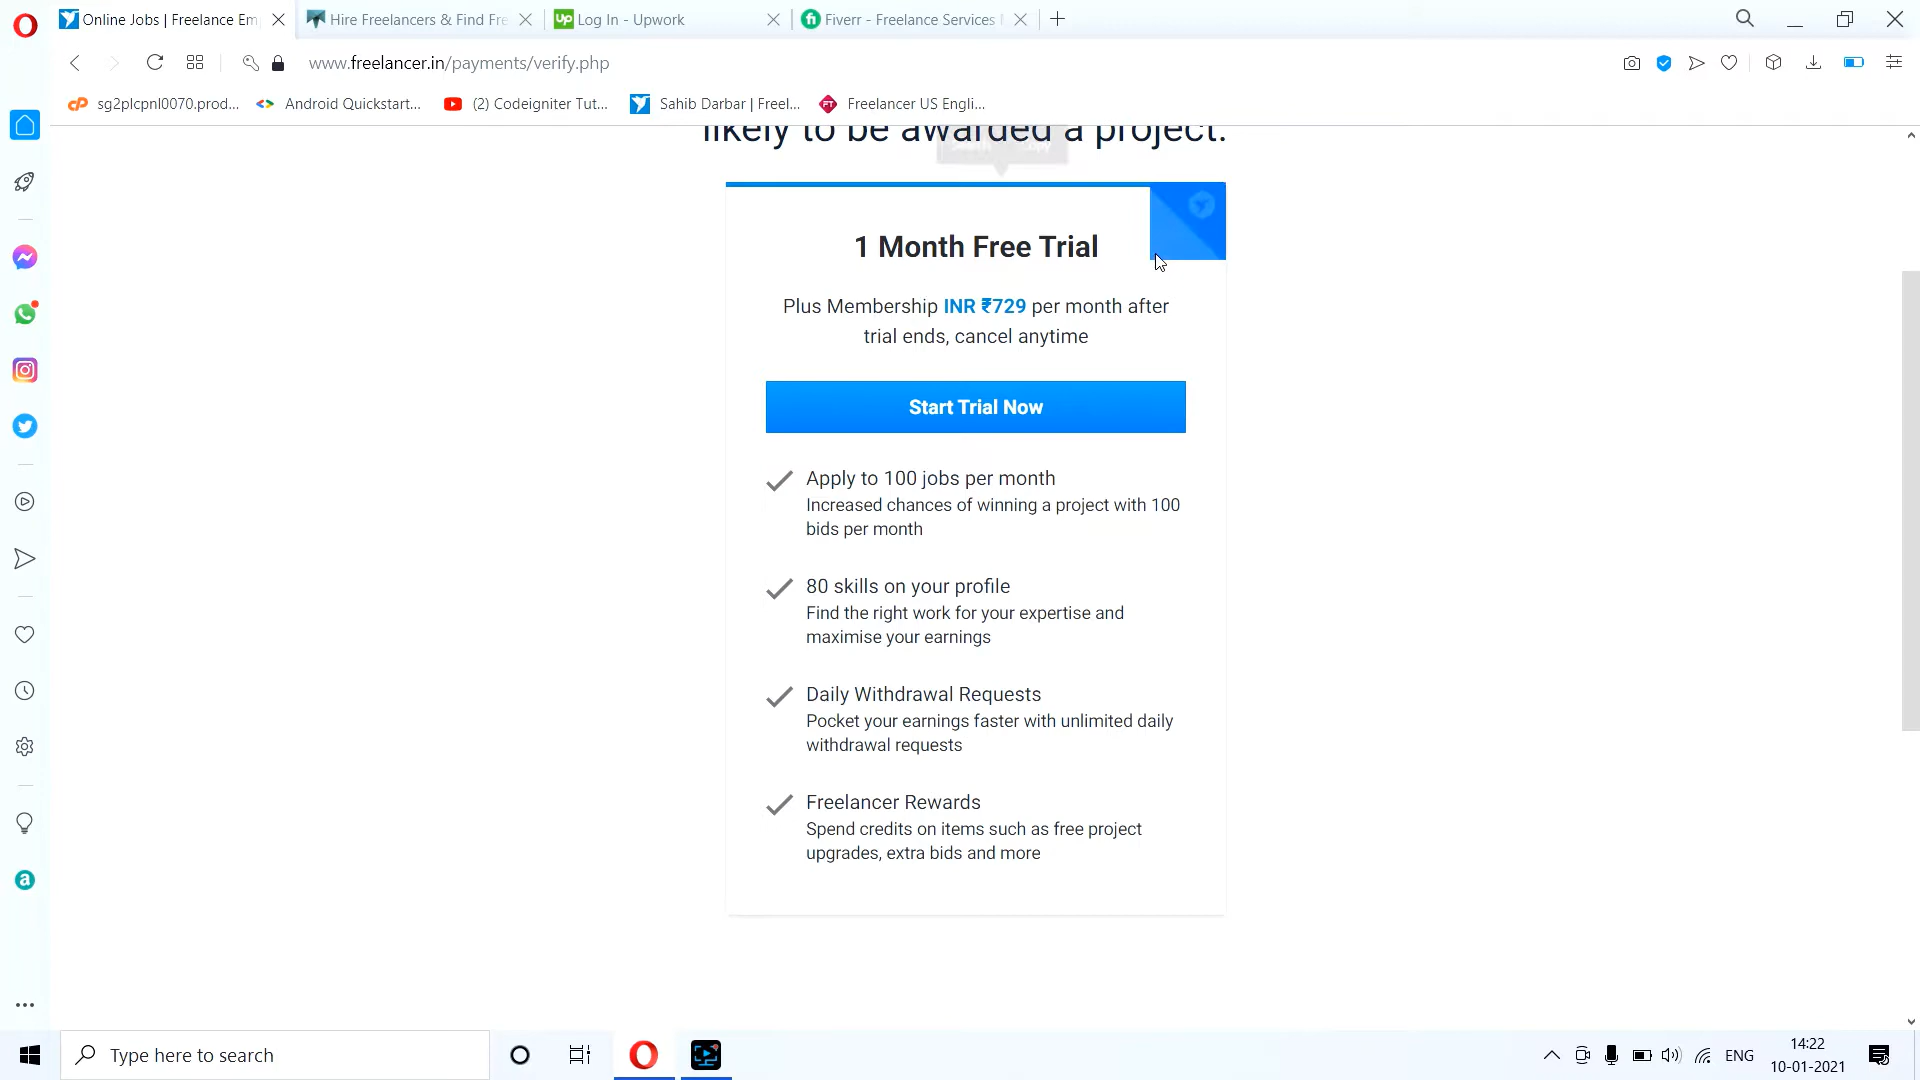 Online Jobs | Freelance Em
Hire Freelancers & Find Fre
Log In - Upwork
Fiverr - Freelance Services
www.freelancer.in/payments/verify.php
sg2plcpnl0070.prod...
Android Quickstart...
(2) Codeigniter Tut...
Sahib Darbar | Freel...
Freelancer US Engli...
likely to be awarded a project.
1 Month Free Trial
Plus Membership INR ₹729 per month after
trial ends, cancel anytime
Start Trial Now
Apply to 100 jobs per month
Increased chances of winning a project with 100
bids per month
80 skills on your profile
Find the right work for your expertise and
maximise your earnings
Daily Withdrawal Requests
Pocket your earnings faster with unlimited daily
withdrawal requests
Freelancer Rewards
Spend credits on items such as free project
upgrades, extra bids and more
Type here to search
ENG
14:22
10-01-2021